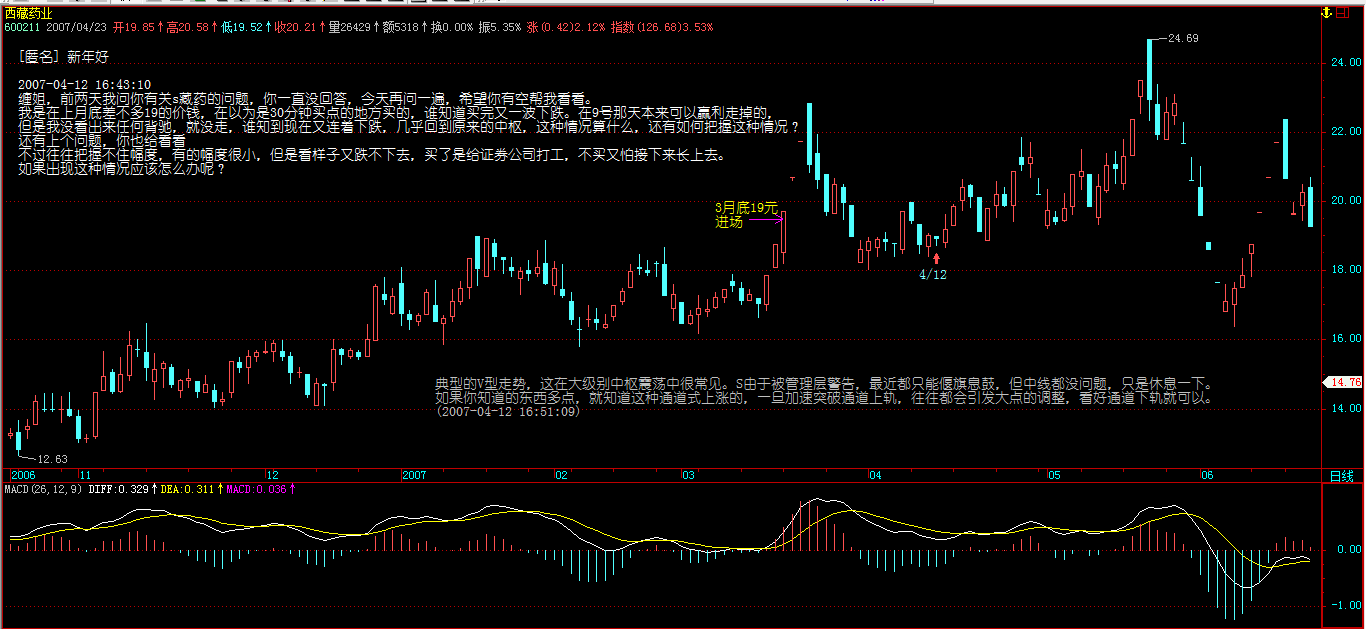 西藏药业
600211 2007/04/23 开19.85↑高20.58↑低19.52↑收20.21↑量26429↑额5318↑换0.00% 振5.35% 涨(0.42)2.12% 指数(126.68)3.53%
[匿名] 新年好
2007-04-12 16:43:10
缠姐，前两天我问你有关s藏药的问题，你一直没回答，今天再问一遍，希望你有空帮我看看。
我是在上月底差不多19的价钱，在以为是30分钟买点的地方买的，谁知道买完又一波下跌。在9号那天本来可以赢利走掉的，
但是我没看出来任何背弛，就没走，谁知到现在又连着下跌，几乎回到原来的中枢，这种情况算什么，还有如何把握这种情况？
还有上个问题，你也给看看
不过往往把握不住幅度，有的幅度很小，但是看样子又跌不下去，买了是给证券公司打工，不买又怕接下来长上去。
如果出现这种情况应该怎么办呢？
24.69
24.00
22.00
20.00
18.00
16.00
14.76
14.00
3月底19元
进场
4/12
典型的V型走势，这在大级别中枢震荡中很常见。S由于被管理层警告，最近都只能偃旗息鼓，但中线都没问题，只是休息一下。
如果你知道的东西多点，就知道这种通道式上涨的，一旦加速突破通道上轨，往往都会引发大点的调整，看好通道下轨就可以。
(2007-04-12 16:51:09)
12.63
2006 11 12 2007 02 03 04 05 06 日线
MACD(26,12,9) DIFF:0.329↑DEA:0.311↑MACD:0.036↑
0.00
-1.00